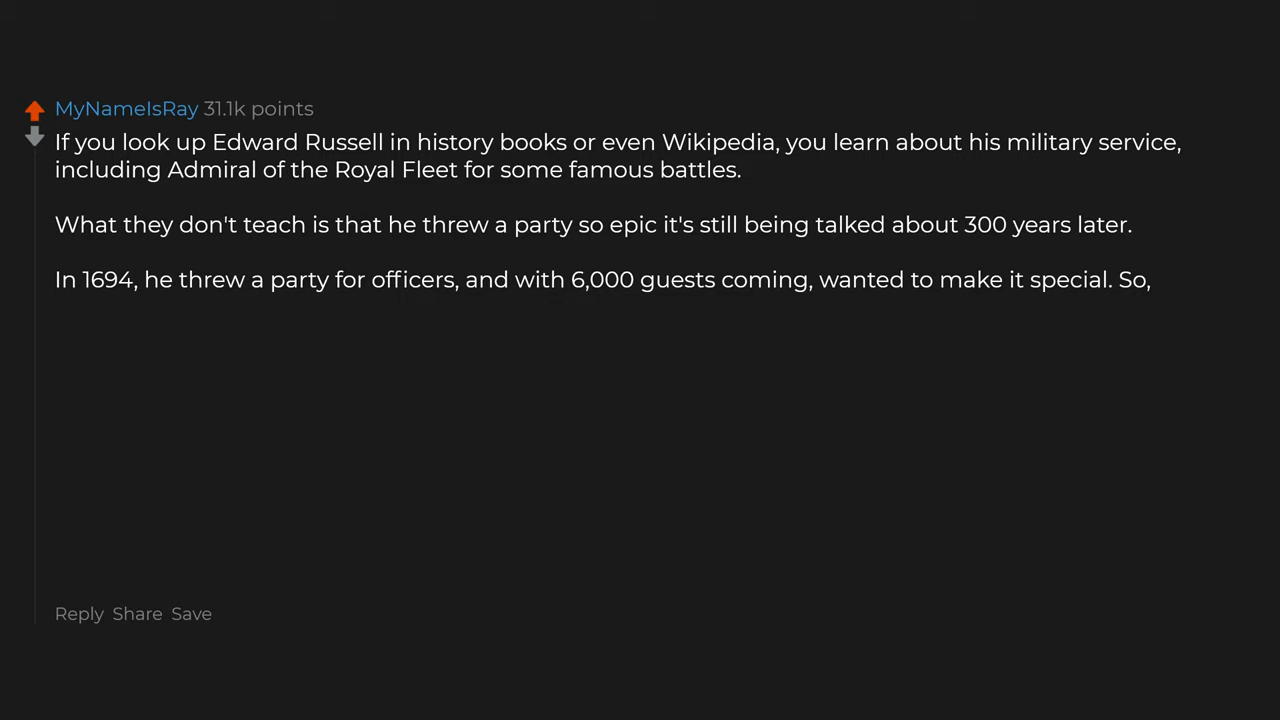 MyNameIsRay 31.1k points
If you look up Edward Russell in history books or even Wikipedia, you learn about his military service,
including Admiral of the Royal Fleet for some famous battles.
What they don't teach is that he threw a party so epic it's still being talked about 300 years later.
In 1694, he threw a party for officers, and with 6,000 guests coming, wanted to make it special. So,
Reply Share Save